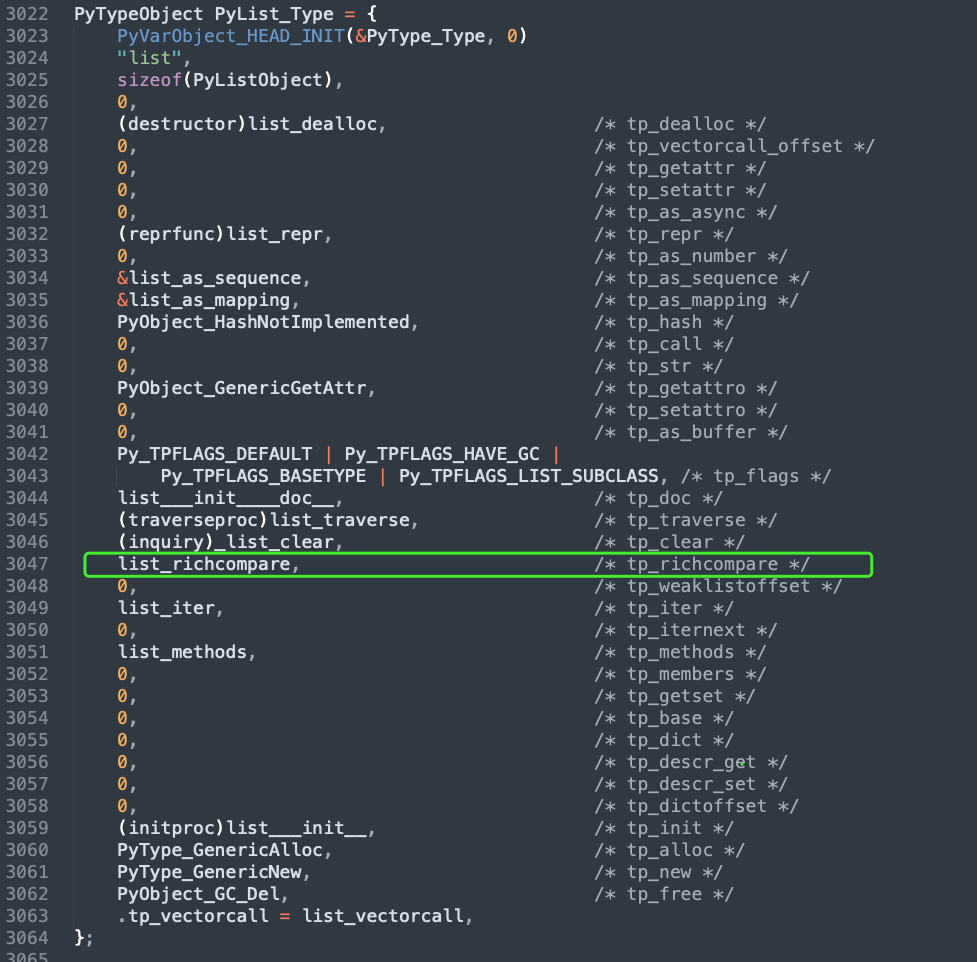 3022 PyTypeObject PyList_Type = {
3023     PyVarObject_HEAD_INIT(&PyType_Type, 0)
3024     "list",
3025     sizeof(PyListObject),
3026     0,
3027     (destructor)list_dealloc,                   /* tp_dealloc */
3028     0,                                          /* tp_vectorcall_offset */
3029     0,                                          /* tp_getattr */
3030     0,                                          /* tp_setattr */
3031     0,                                          /* tp_as_async */
3032     (reprfunc)list_repr,                        /* tp_repr */
3033     0,                                          /* tp_as_number */
3034     &list_as_sequence,                          /* tp_as_sequence */
3035     &list_as_mapping,                           /* tp_as_mapping */
3036     PyObject_HashNotImplemented,                /* tp_hash */
3037     0,                                          /* tp_call */
3038     0,                                          /* tp_str */
3039     PyObject_GenericGetAttr,                    /* tp_getattro */
3040     0,                                          /* tp_setattro */
3041     0,                                          /* tp_as_buffer */
3042     Py_TPFLAGS_DEFAULT | Py_TPFLAGS_HAVE_GC |
3043         Py_TPFLAGS_BASETYPE | Py_TPFLAGS_LIST_SUBCLASS, /* tp_flags */
3044     list___init____doc__,                       /* tp_doc */
3045     (traverseproc)list_traverse,                /* tp_traverse */
3046     (inquiry)_list_clear,                       /* tp_clear */
3047     list_richcompare,                           /* tp_richcompare */
3048     0,                                          /* tp_weaklistoffset */
3049     list_iter,                                  /* tp_iter */
3050     0,                                          /* tp_iternext */
3051     list_methods,                               /* tp_methods */
3052     0,                                          /* tp_members */
3053     0,                                          /* tp_getset */
3054     0,                                          /* tp_base */
3055     0,                                          /* tp_dict */
3056     0,                                          /* tp_descr_get */
3057     0,                                          /* tp_descr_set */
3058     0,                                          /* tp_dictoffset */
3059     (initproc)list___init__,                    /* tp_init */
3060     PyType_GenericAlloc,                        /* tp_alloc */
3061     PyType_GenericNew,                          /* tp_new */
3062     PyObject_GC_Del,                            /* tp_free */
3063     .tp_vectorcall = list_vectorcall,
3064 };
3065